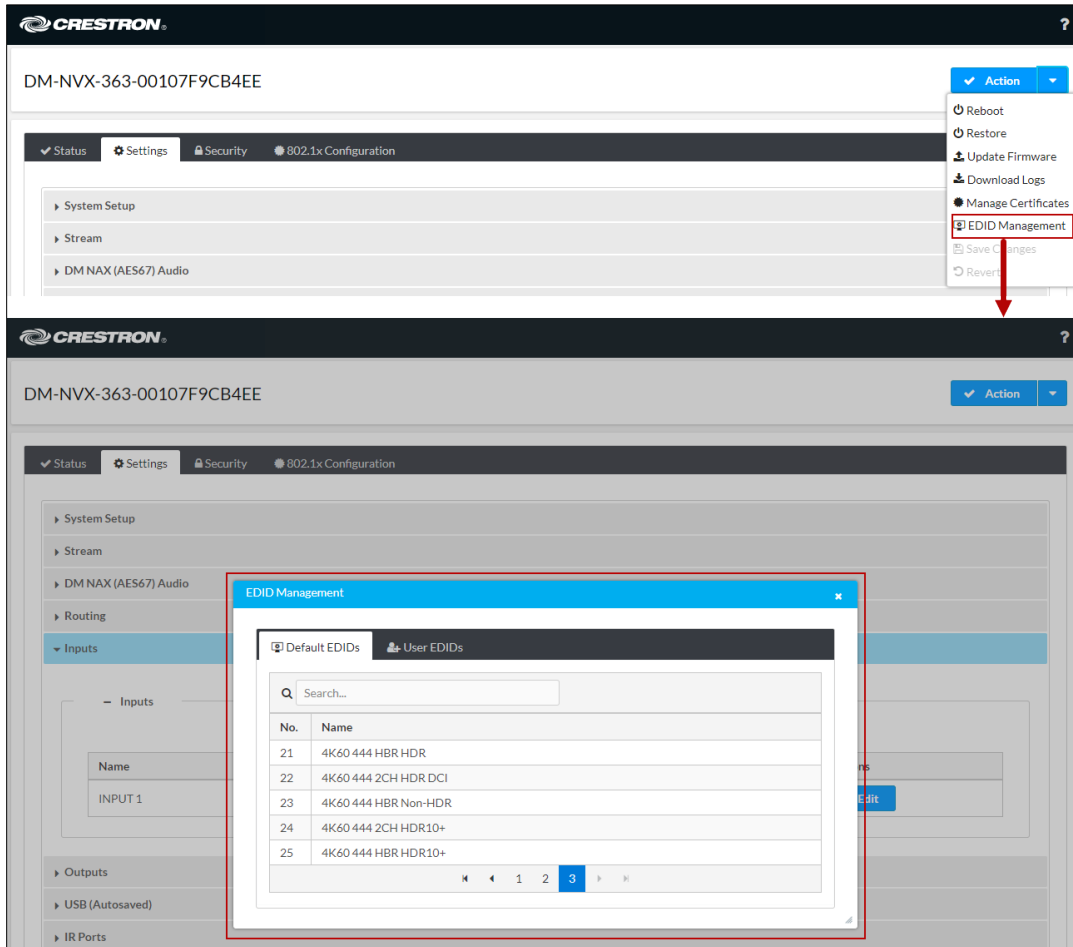 CRESTRON®
?
DM-NVX-363-00107F9CB4EE
Action
Reboot
Restore
Update Firmware
Download Logs
Manage Certificates
EDID Management
Save Changes
Revert
Status Settings Security 802.1x Configuration
System Setup
Stream
DM NAX (AES67) Audio
CRESTRON®
?
DM-NVX-363-00107F9CB4EE
Action
Status Settings Security 802.1x Configuration
System Setup
Stream
DM NAX (AES67) Audio
Routing
Inputs
Inputs
Name
INPUT 1
ns
Edit
Outputs
USB (Autosaved)
IR Ports
EDID Management
Default EDIDs User EDIDs
Search...
No. Name
21 4K60 444 HBR HDR
22 4K60 444 2CH HDR DCI
23 4K60 444 HBR Non-HDR
24 4K60 444 2CH HDR10+
25 4K60 444 HBR HDR10+
1 2 3